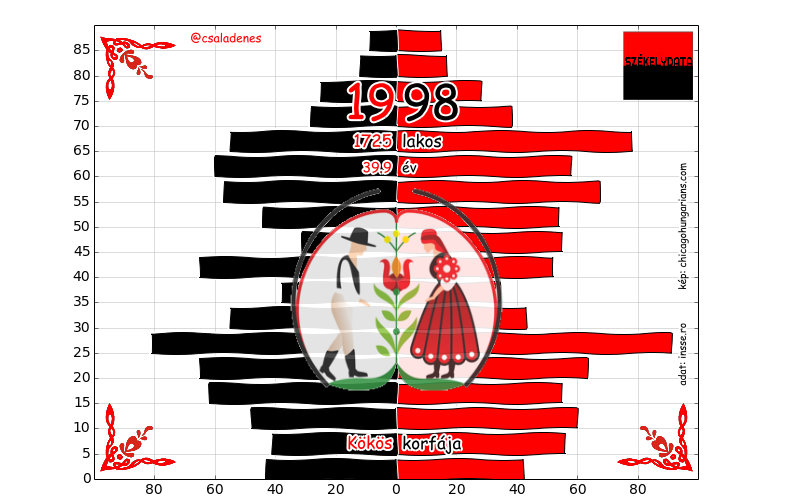 @csaladenes
SZÉKELYDATA
1998
1725 lakos
39.9 év
Kökös korfája
kép: chicagohungarians.com
adat: insse.ro
85
80
75
70
65
60
55
50
45
40
35
30
25
20
15
10
5
0
80 60 40 20 0 20 40 60 80